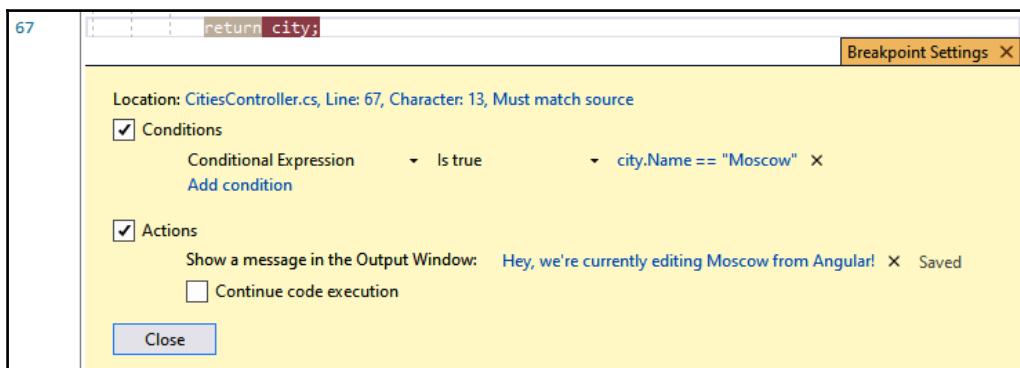 67 return city;
Breakpoint Settings ✕
Location: CitiesController.cs, Line: 67, Character: 13, Must match source
Conditions
Conditional Expression Is true city.Name == "Moscow" ✕
Add condition
Actions
Show a message in the Output Window: Hey, we're currently editing Moscow from Angular! ✕ Saved
Continue code execution
Close